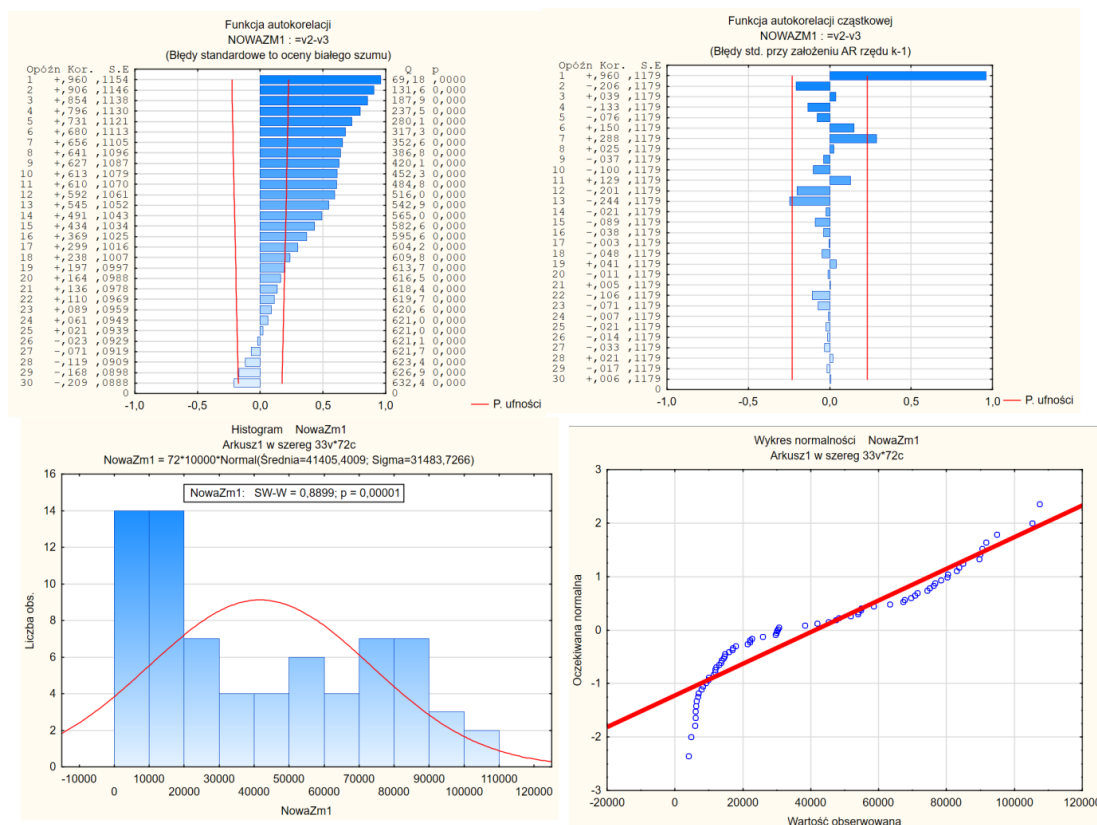 Funkcja autokorelacji
NOWAZM1 : =v2-v3
(Błędy standardowe to oceny białego szumu)
Opóźn Kor. S.E Q p
1 +,960 ,1154 69,18 ,0000
2 +,906 ,1146 131,6 0,000
3 +,854 ,1138 187,9 0,000
4 +,796 ,1130 237,5 0,000
5 +,731 ,1121 280,1 0,000
6 +,680 ,1113 317,3 0,000
7 +,656 ,1105 352,6 0,000
8 +,641 ,1096 386,8 0,000
9 +,627 ,1087 420,1 0,000
10 +,613 ,1079 452,3 0,000
11 +,610 ,1070 484,8 0,000
12 +,592 ,1061 516,0 0,000
13 +,545 ,1052 542,9 0,000
14 +,491 ,1043 565,0 0,000
15 +,434 ,1034 582,6 0,000
16 +,369 ,1025 595,6 0,000
17 +,299 ,1016 604,2 0,000
18 +,238 ,1007 609,8 0,000
19 +,197 ,0997 613,7 0,000
20 +,164 ,0988 616,5 0,000
21 +,136 ,0978 618,4 0,000
22 +,110 ,0969 619,7 0,000
23 +,089 ,0959 620,6 0,000
24 +,061 ,0949 621,0 0,000
25 +,021 ,0939 621,0 0,000
26 -,023 ,0929 621,1 0,000
27 -,071 ,0919 621,7 0,000
28 -,119 ,0909 623,4 0,000
29 -,168 ,0898 626,9 0,000
30 -,209 ,0888 632,4 0,000
0 0
-1,0 -0,5 0,0 0,5 1,0
P. ufności
Funkcja autokorelacji cząstkowej
NOWAZM1 : =v2-v3
(Błędy std. przy założeniu AR rzędu k-1)
Opóźn Kor. S.E
1 +,960 ,1179
2 -,206 ,1179
3 +,039 ,1179
4 -,133 ,1179
5 -,076 ,1179
6 +,150 ,1179
7 +,288 ,1179
8 +,025 ,1179
9 -,037 ,1179
10 -,100 ,1179
11 +,129 ,1179
12 -,201 ,1179
13 -,244 ,1179
14 -,021 ,1179
15 -,089 ,1179
16 -,038 ,1179
17 -,003 ,1179
18 -,048 ,1179
19 +,041 ,1179
20 -,011 ,1179
21 +,005 ,1179
22 -,106 ,1179
23 -,071 ,1179
24 -,007 ,1179
25 -,021 ,1179
26 -,014 ,1179
27 -,033 ,1179
28 +,021 ,1179
29 -,017 ,1179
30 +,006 ,1179
0
-1,0 -0,5 0,0 0,5 1,0
P. ufności
Histogram NowaZm1
Arkusz1 w szereg 33v*72c
NowaZm1 = 72*10000*Normal(Średnia=41405,4009; Sigma=31483,7266)
NowaZm1: SW-W = 0,8899; p = 0,00001
16
14
12
10
8
6
4
2
0
Liczba obs.
-10000 10000 30000 50000 70000 90000 110000
0 20000 40000 60000 80000 100000 120000
NowaZm1
Wykres normalności NowaZm1
Arkusz1 w szereg 33v*72c
3
2
1
0
-1
-2
-3
Oczekiwana normalna
-20000 0 20000 40000 60000 80000 100000 120000
Wartość obserwowana